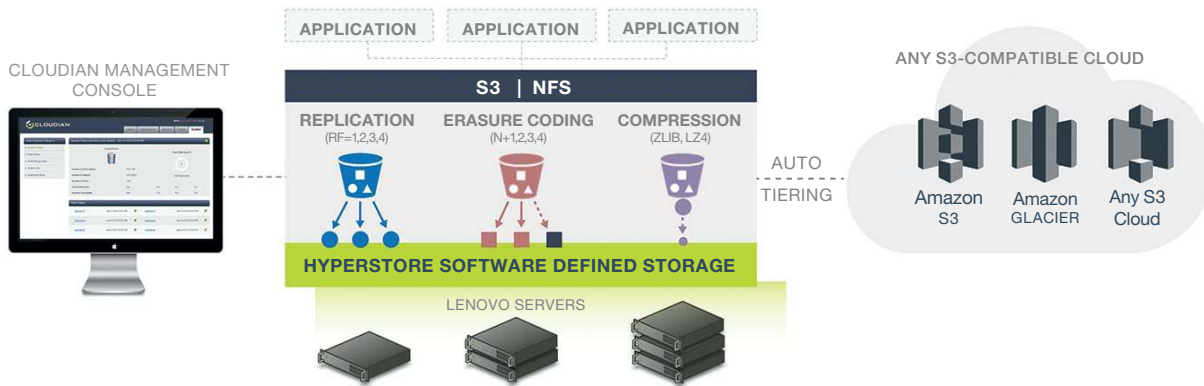 APPLICATION
APPLICATION
APPLICATION
CLOUDIAN MANAGEMENT
CONSOLE
CLOUDIAN
S3 | NFS
REPLICATION
(RF=1,2,3,4)
ERASURE CODING
(N+1,2,3,4)
COMPRESSION
(ZLIB, LZ4)
HYPERSTORE SOFTWARE DEFINED STORAGE
LENOVO SERVERS
AUTO
TIERING
ANY S3-COMPATIBLE CLOUD
Amazon
S3
Amazon
GLACIER
Any S3
Cloud